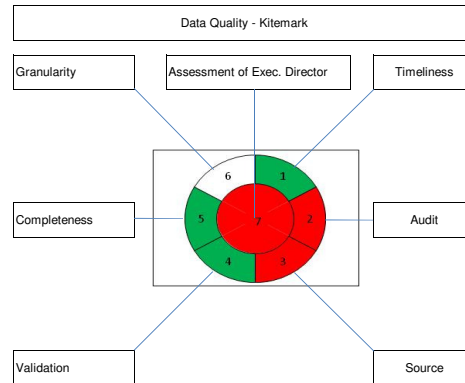 Data Quality - Kitemark
Granularity
Assessment of Exec. Director
Timeliness
6
1
Completeness
5
7
2
Audit
4
3
Validation
Source